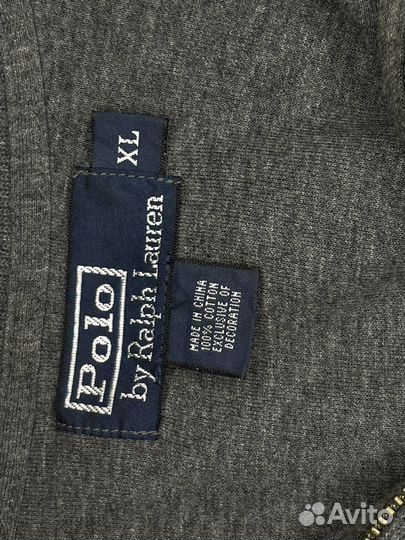 XL
Polo
by Ralph Lauren
MADE IN CHINA
100% COTTON
EXCLUSIVE OF
DECORATION
Avito